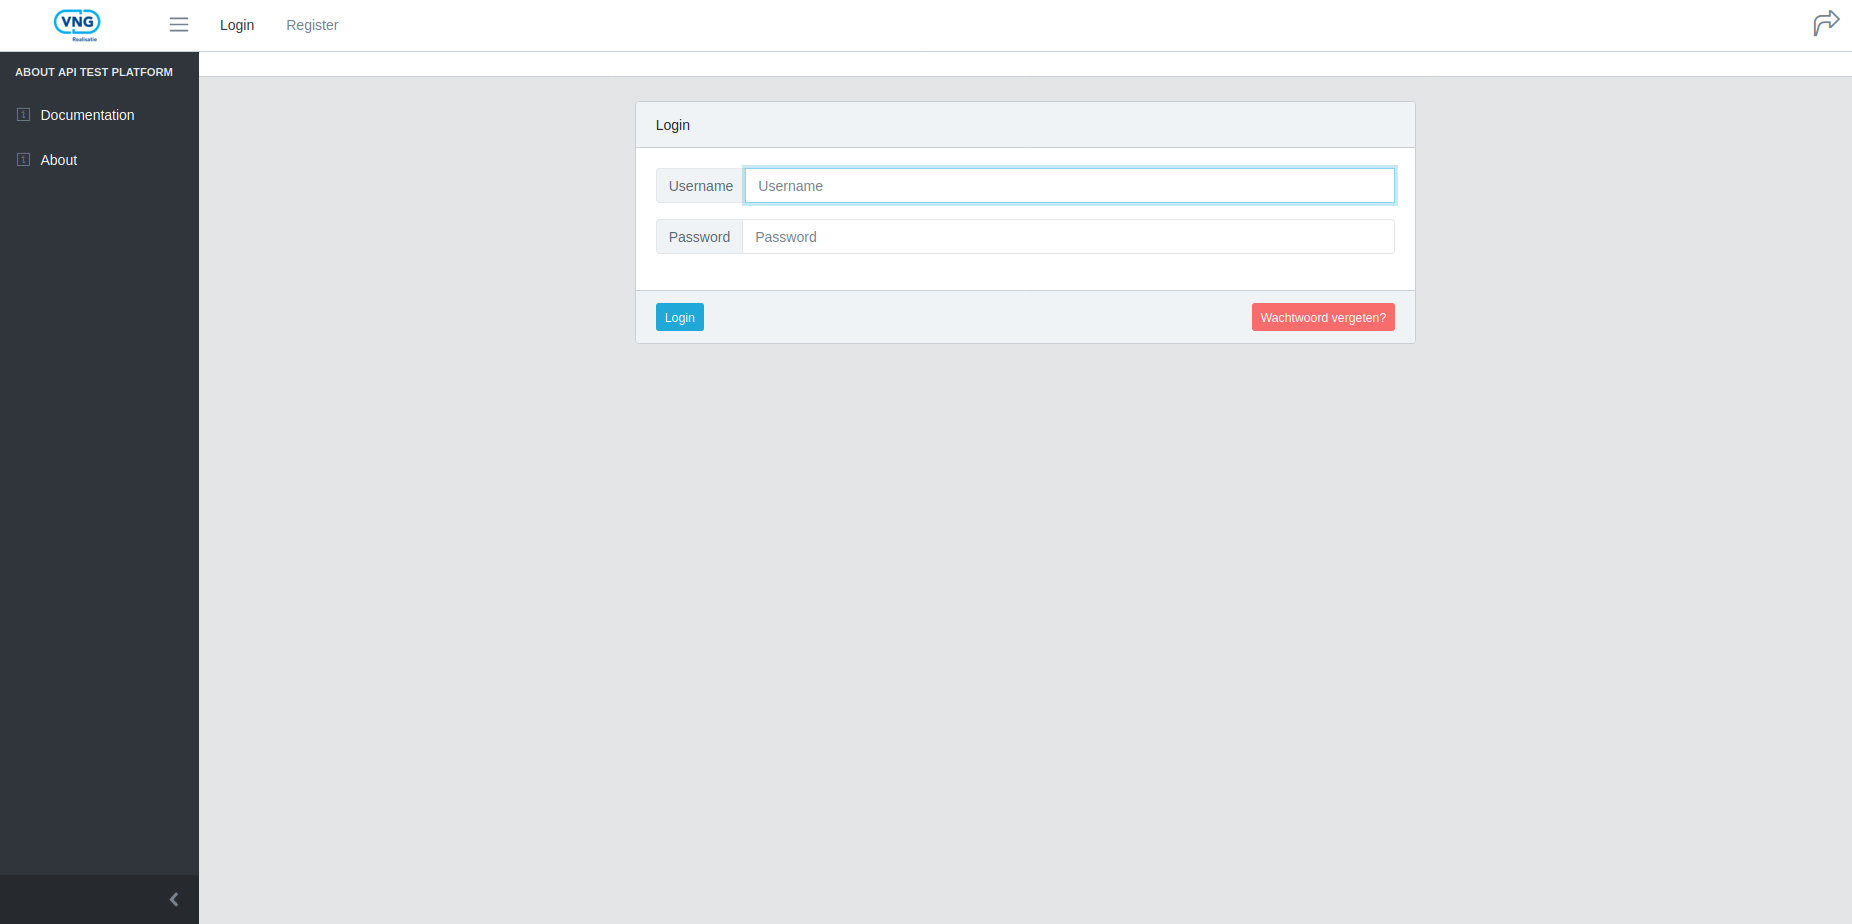 VNG
Realisatie
Login
Register
ABOUT API TEST PLATFORM
Documentation
About
Login
Username
Username
Password
Password
Login
Wachtwoord vergeten?